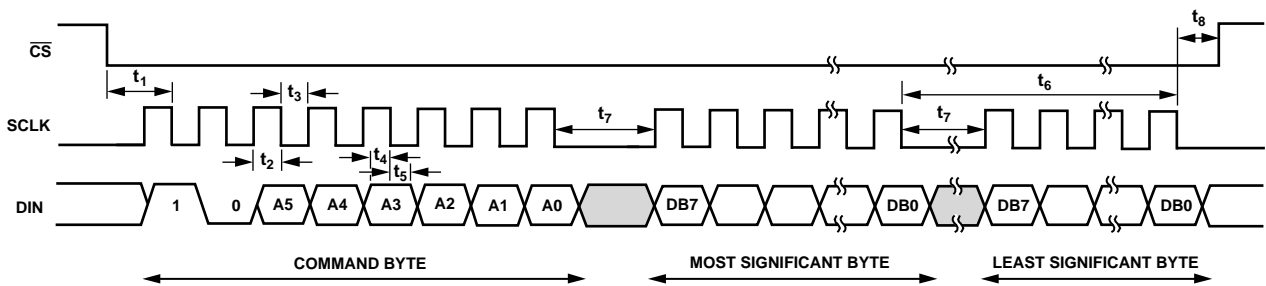 t8
CS
t1
t3
t6
SCLK
t7
t7
t2
t4
t5
DIN
1
0
A5
A4
A3
A2
A1
A0
DB7
DB0
DB7
DB0
COMMAND BYTE
MOST SIGNIFICANT BYTE
LEAST SIGNIFICANT BYTE